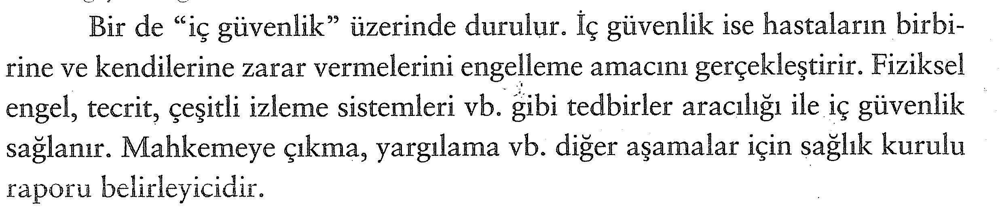 Bir de “iç güvenlik” üzerinde durulur. İç güvenlik ise hastaların birbi-
rine ve kendilerine zarar vermelerini engelleme amacını gerçekleştirir. Fiziksel
engel, tecrit, çeşitli izleme sistemleri vb. gibi tedbirler aracılığı ile iç güvenlik
sağlanır. Mahkemeye çıkma, yargılama vb. diğer aşamalar için sağlık kurulu
raporu belirleyicidir.